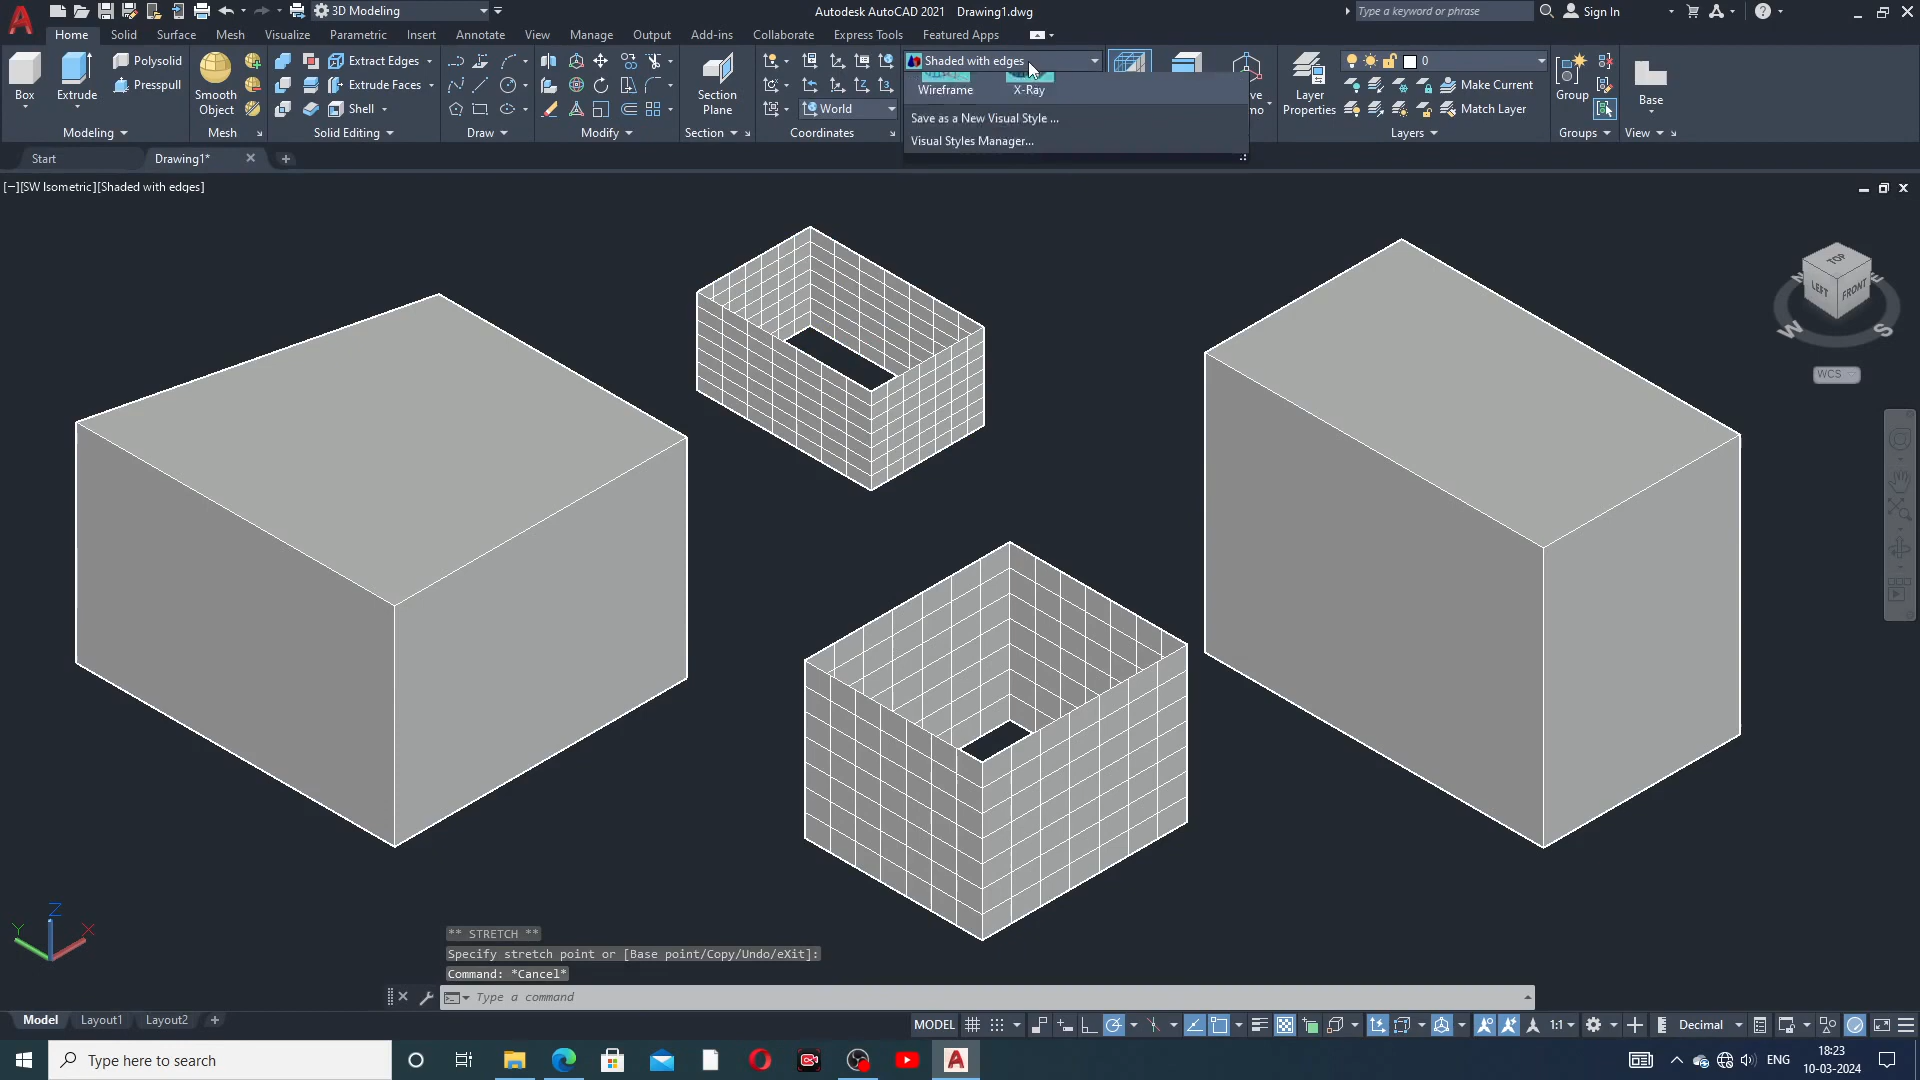 3D Modeling
Autodesk AutoCAD 2021 Drawing1.dwg
Type a keyword or phrase
Sign In
Home Solid Surface Mesh Visualize Parametric Insert Annotate View Manage Output Add-ins Collaborate Express Tools Featured Apps
Box
Extrude
Polysolid
Presspull
Smooth
Object
Extract Edges
Extrude Faces
Shell
Section
Plane
World
Shaded with edges
Wireframe
X-Ray
Save as a New Visual Style ...
Visual Styles Manager...
Layer
Properties
0
Make Current
Match Layer
Group
Base
Modeling
Mesh
Solid Editing
Draw
Modify
Section
Coordinates
Layers
Groups
View
Start
Drawing1*
[−][SW Isometric][Shaded with edges]
TOP
LEFT
FRONT
N
E
W
S
WCS
Z
Y
X
** STRETCH **
Specify stretch point or [Base point/Copy/Undo/eXit]:
Command: *Cancel*
Type a command
Model Layout1 Layout2
MODEL
1:1
Decimal
Type here to search
ENG
18:23
10-03-2024